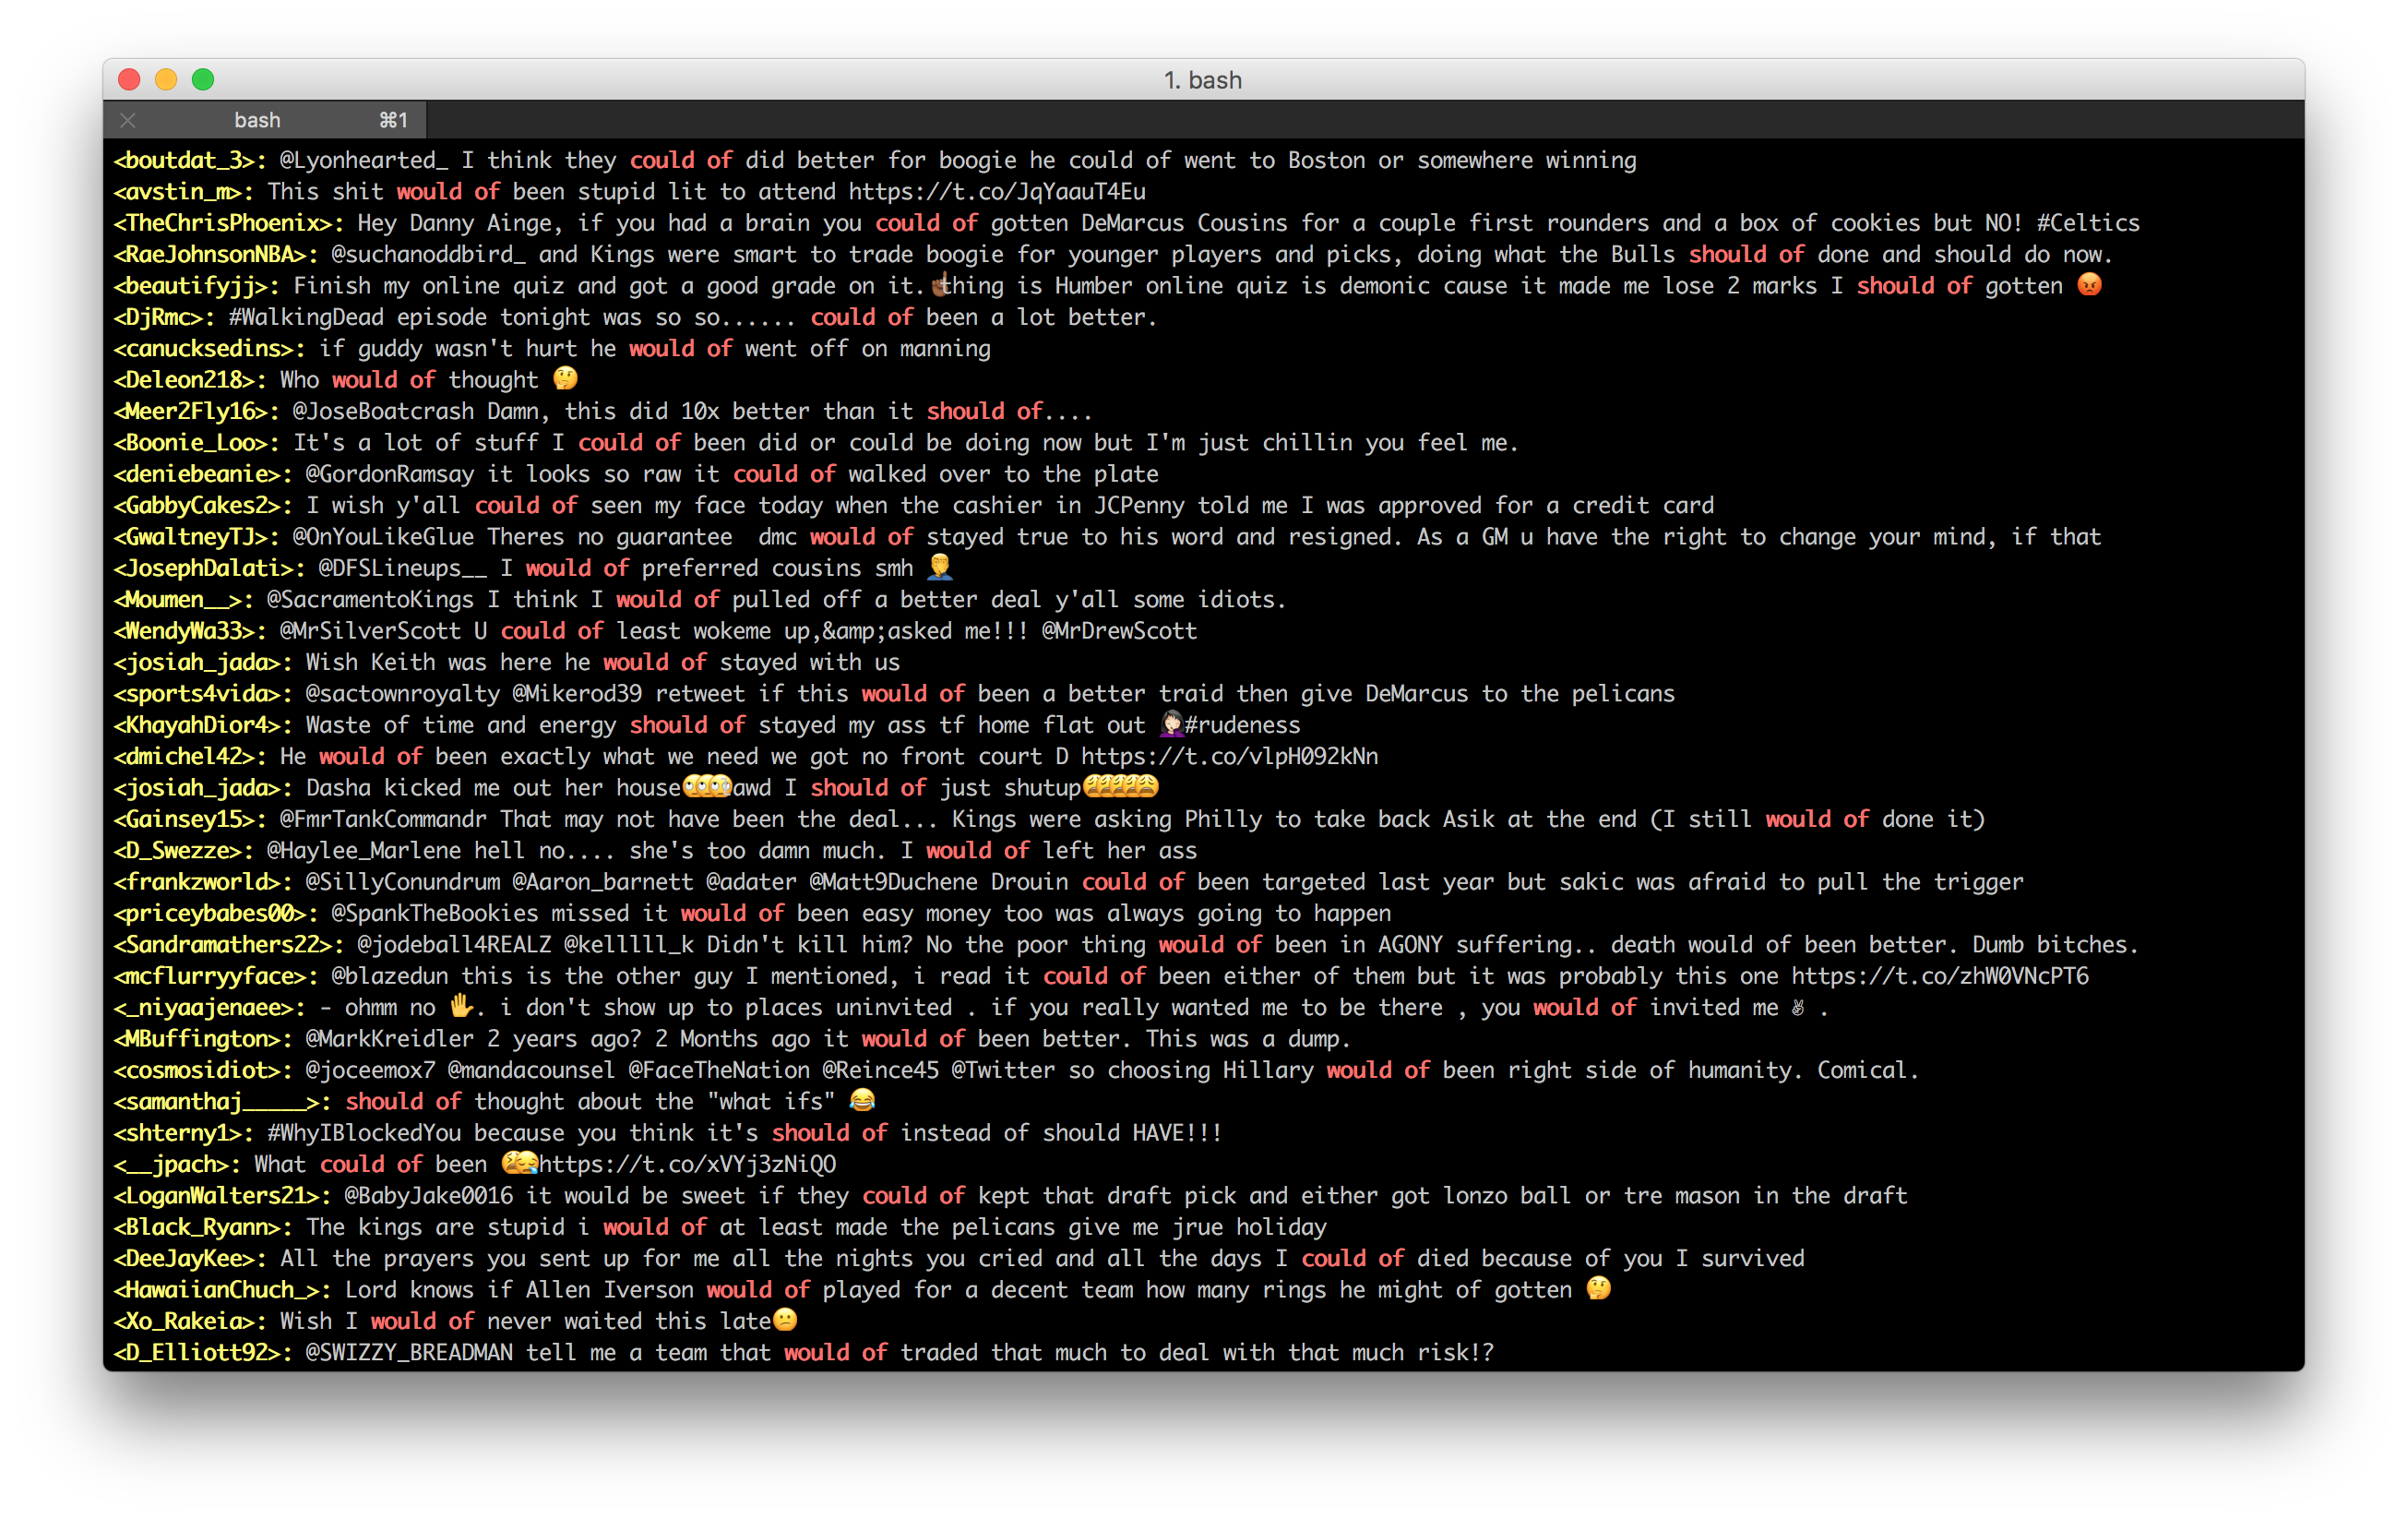 1. bash
bash ⌘1
<boutdat_3>: @Lyonhearted_ I think they could of did better for boogie he could of went to Boston or somewhere winning
<avstin_m>: This shit would of been stupid lit to attend https://t.co/JqYaauT4Eu
<TheChrisPhoenix>: Hey Danny Ainge, if you had a brain you could of gotten DeMarcus Cousins for a couple first rounders and a box of cookies but NO! #Celtics
<RaeJohnsonNBA>: @suchanoddbird_ and Kings were smart to trade boogie for younger players and picks, doing what the Bulls should of done and should do now.
<beautifyjj>: Finish my online quiz and got a good grade on it.☝🏾thing is Humber online quiz is demonic cause it made me lose 2 marks I should of gotten 😡
<DjRmc>: #WalkingDead episode tonight was so so...... could of been a lot better.
<canucksedins>: if guddy wasn't hurt he would of went off on manning
<Deleon218>: Who would of thought 🤔
<Meer2Fly16>: @JoseBoatcrash Damn, this did 10x better than it should of....
<Boonie_Loo>: It's a lot of stuff I could of been did or could be doing now but I'm just chillin you feel me.
<deniebeanie>: @GordonRamsay it looks so raw it could of walked over to the plate
<GabbyCakes2>: I wish y'all could of seen my face today when the cashier in JCPenny told me I was approved for a credit card
<GwaltneyTJ>: @OnYouLikeGlue Theres no guarantee  dmc would of stayed true to his word and resigned. As a GM u have the right to change your mind, if that
<JosephDalati>: @DFSLineups__ I would of preferred cousins smh 🤦‍♂️
<Moumen__>: @SacramentoKings I think I would of pulled off a better deal y'all some idiots.
<WendyWa33>: @MrSilverScott U could of least wokeme up,&amp;asked me!!! @MrDrewScott
<josiah_jada>: Wish Keith was here he would of stayed with us
<sports4vida>: @sactownroyalty @Mikerod39 retweet if this would of been a better traid then give DeMarcus to the pelicans
<KhayahDior4>: Waste of time and energy should of stayed my ass tf home flat out 🤦🏻‍♀️#rudeness
<dmichel42>: He would of been exactly what we need we got no front court D https://t.co/vlpH092kNn
<josiah_jada>: Dasha kicked me out her house🙄🙄🙄awd I should of just shutup😩😩😩😩😩
<Gainsey15>: @FmrTankCommandr That may not have been the deal... Kings were asking Philly to take back Asik at the end (I still would of done it)
<D_Swezze>: @Haylee_Marlene hell no.... she's too damn much. I would of left her ass
<frankzworld>: @SillyConundrum @Aaron_barnett @adater @Matt9Duchene Drouin could of been targeted last year but sakic was afraid to pull the trigger
<priceybabes00>: @SpankTheBookies missed it would of been easy money too was always going to happen
<Sandramathers22>: @jodeball4REALZ @kelllll_k Didn't kill him? No the poor thing would of been in AGONY suffering.. death would of been better. Dumb bitches.
<mcflurryyface>: @blazedun this is the other guy I mentioned, i read it could of been either of them but it was probably this one https://t.co/zhW0VNcPT6
<_niyaajenaee>: - ohmm no 🖐. i don't show up to places uninvited . if you really wanted me to be there , you would of invited me ✌ .
<MBuffington>: @MarkKreidler 2 years ago? 2 Months ago it would of been better. This was a dump.
<cosmosidiot>: @joceemox7 @mandacounsel @FaceTheNation @Reince45 @Twitter so choosing Hillary would of been right side of humanity. Comical.
<samanthaj_____>: should of thought about the "what ifs" 😂
<shterny1>: #WhyIBlockedYou because you think it's should of instead of should HAVE!!!
<__jpach>: What could of been 😫😪https://t.co/xVYj3zNiQO
<LoganWalters21>: @BabyJake0016 it would be sweet if they could of kept that draft pick and either got lonzo ball or tre mason in the draft
<Black_Ryann>: The kings are stupid i would of at least made the pelicans give me jrue holiday
<DeeJayKee>: All the prayers you sent up for me all the nights you cried and all the days I could of died because of you I survived
<HawaiianChuch_>: Lord knows if Allen Iverson would of played for a decent team how many rings he might of gotten 🤔
<Xo_Rakeia>: Wish I would of never waited this late😕
<D_Elliott92>: @SWIZZY_BREADMAN tell me a team that would of traded that much to deal with that much risk!?